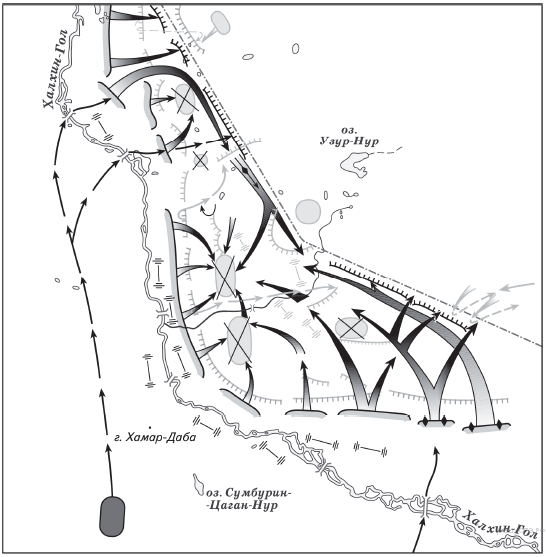 Халхин-Гол
оз.
Узур-Нур
г. Хамар-Даба
оз. Сумбурин-
-Цаган-Нур
Халхин-Гол